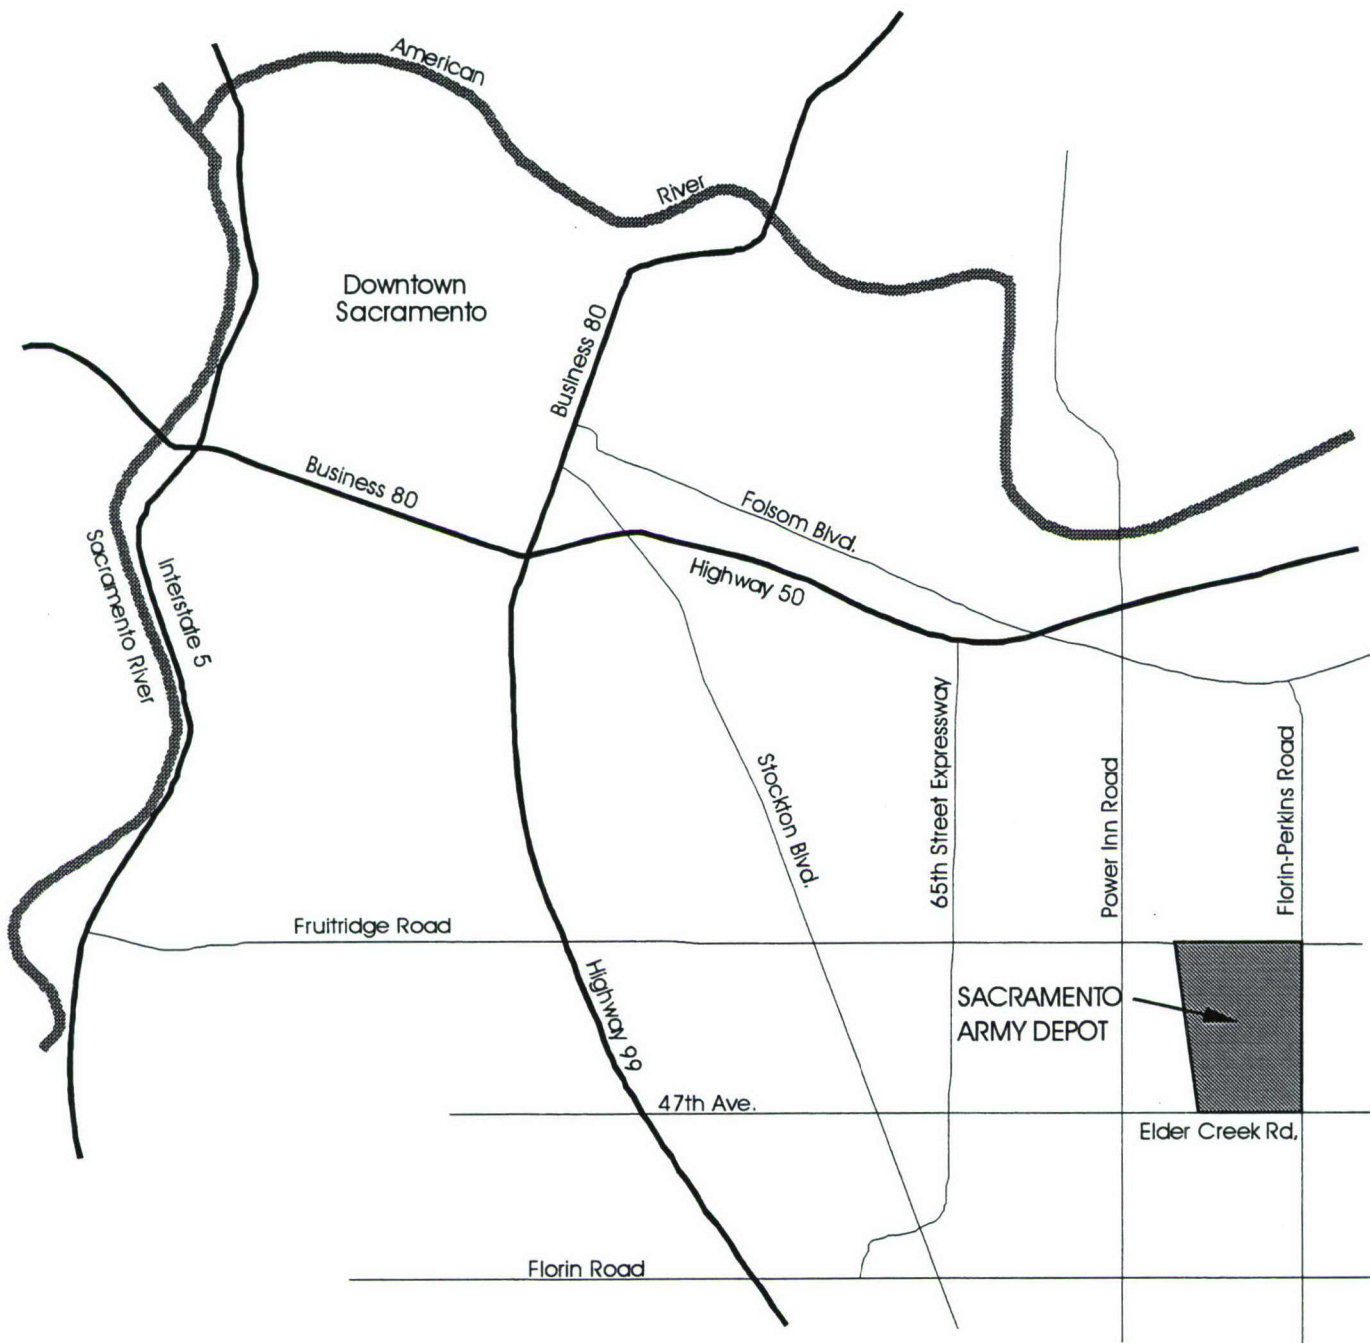 American
River
Downtown
Sacramento
Business 80
Business 80
Folsom Blvd.
Highway 50
Sacramento River
Interstate 5
Stockton Blvd.
65th Street Expressway
Power Inn Road
Florin-Perkins Road
Fruitridge Road
Highway 99
SACRAMENTO
ARMY DEPOT
47th Ave.
Elder Creek Rd,
Florin Road